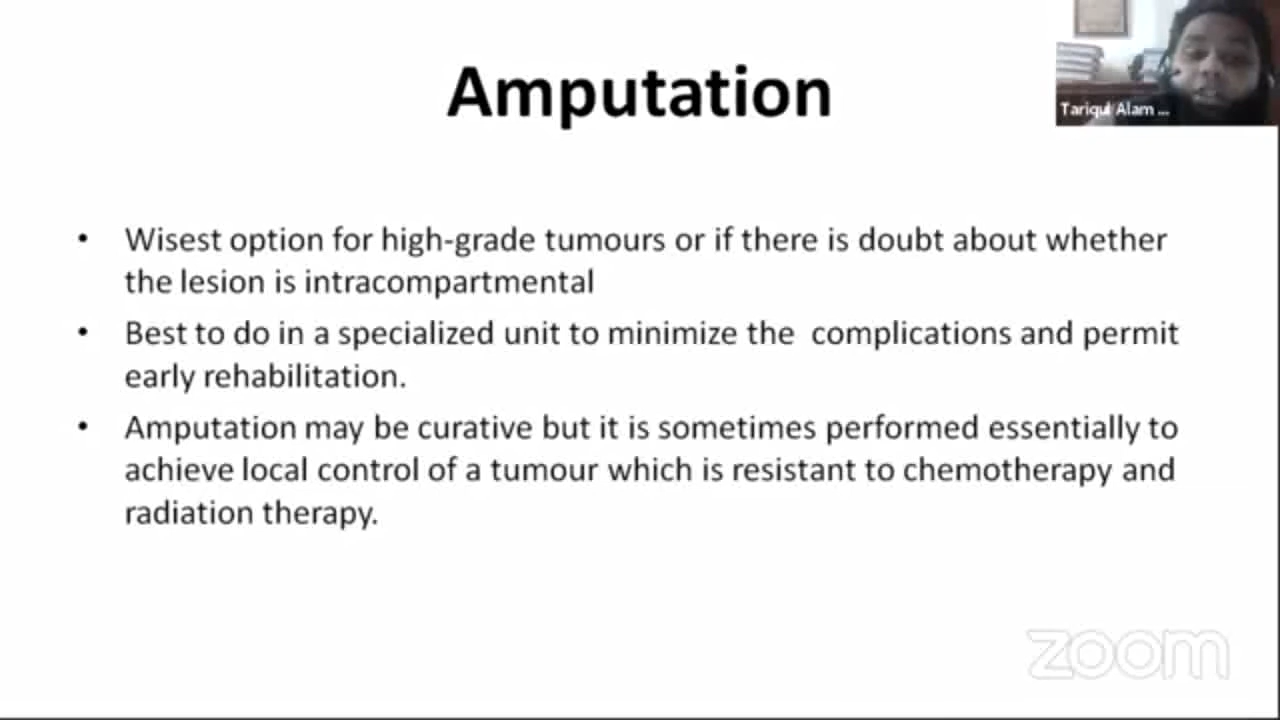 Amputation
Tariqul Alam ...
• Wisest option for high-grade tumours or if there is doubt about whether
the lesion is intracompartmental
• Best to do in a specialized unit to minimize the complications and permit
early rehabilitation.
• Amputation may be curative but it is sometimes performed essentially to
achieve local control of a tumour which is resistant to chemotherapy and
radiation therapy.
zoom